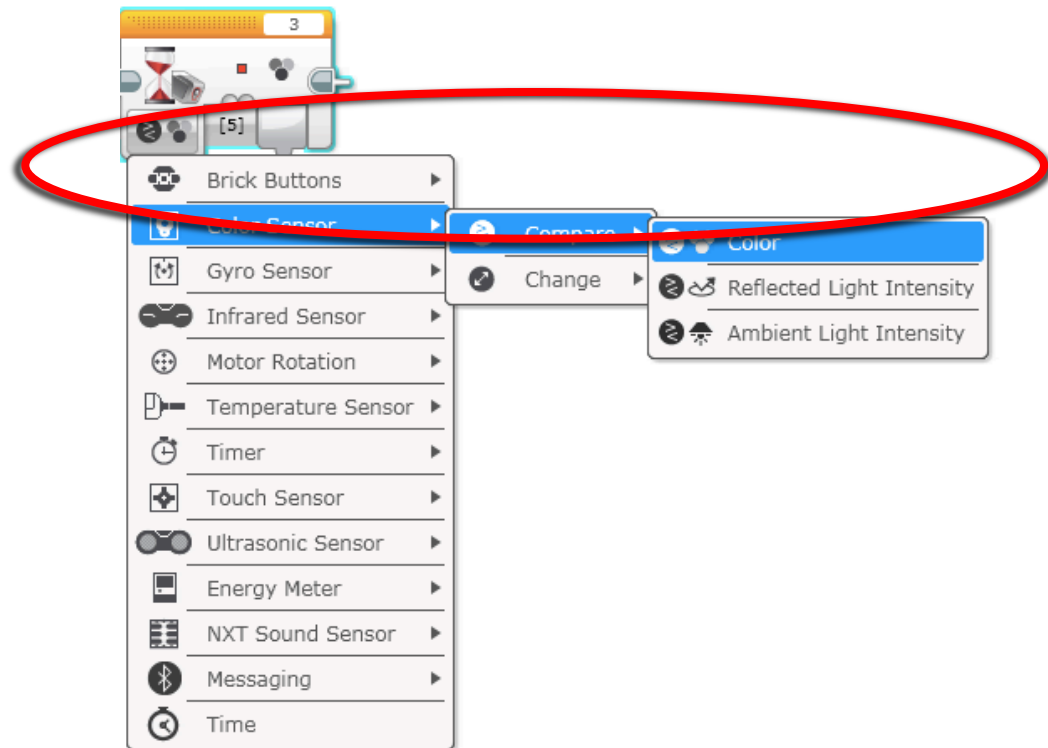 3
[5]
Brick Buttons
Color Sensor
Compare
Color
Gyro Sensor
Change
Reflected Light Intensity
Infrared Sensor
Ambient Light Intensity
Motor Rotation
Temperature Sensor
Timer
Touch Sensor
Ultrasonic Sensor
Energy Meter
NXT Sound Sensor
Messaging
Time